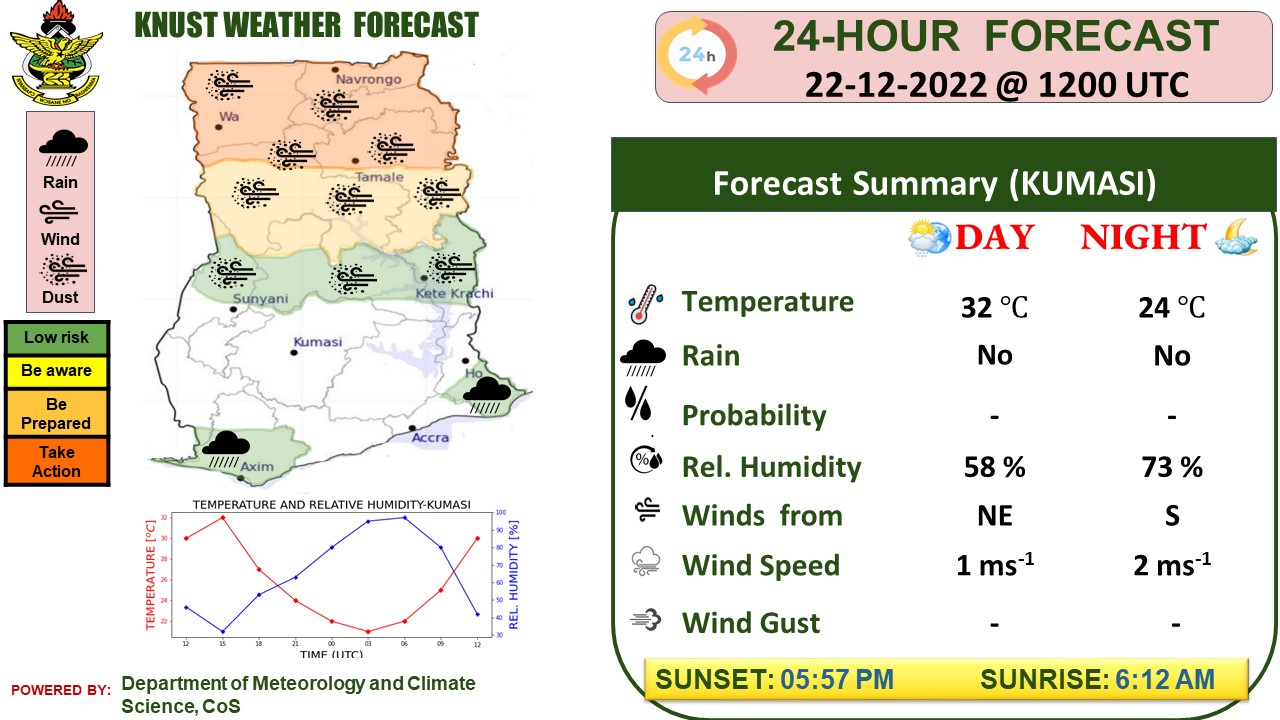 KNUST WEATHER FORECAST
Rain
Wind
Dust
Low risk
Be aware
Be
Prepared
Take
Action
Navrongo
Wa
Tamale
Sunyani
Kete Krachi
Kumasi
Ho
Accra
Axim
TEMPERATURE AND RELATIVE HUMIDITY-KUMASI
TEMPERATURE [°C]
32
30
28
26
24
22
100
90
80
70
60
50
40
30
REL. HUMIDITY [%]
12 15 18 21 00 03 06 09 12
TIME (UTC)
POWERED BY: Department of Meteorology and Climate
Science, CoS
24h
24-HOUR FORECAST
22-12-2022 @ 1200 UTC
Forecast Summary (KUMASI)
DAY NIGHT
Temperature 32 °C 24 °C
Rain No No
Probability - -
% Rel. Humidity 58 % 73 %
Winds from NE S
Wind Speed 1 ms-1 2 ms-1
Wind Gust - -
SUNSET: 05:57 PM SUNRISE: 6:12 AM